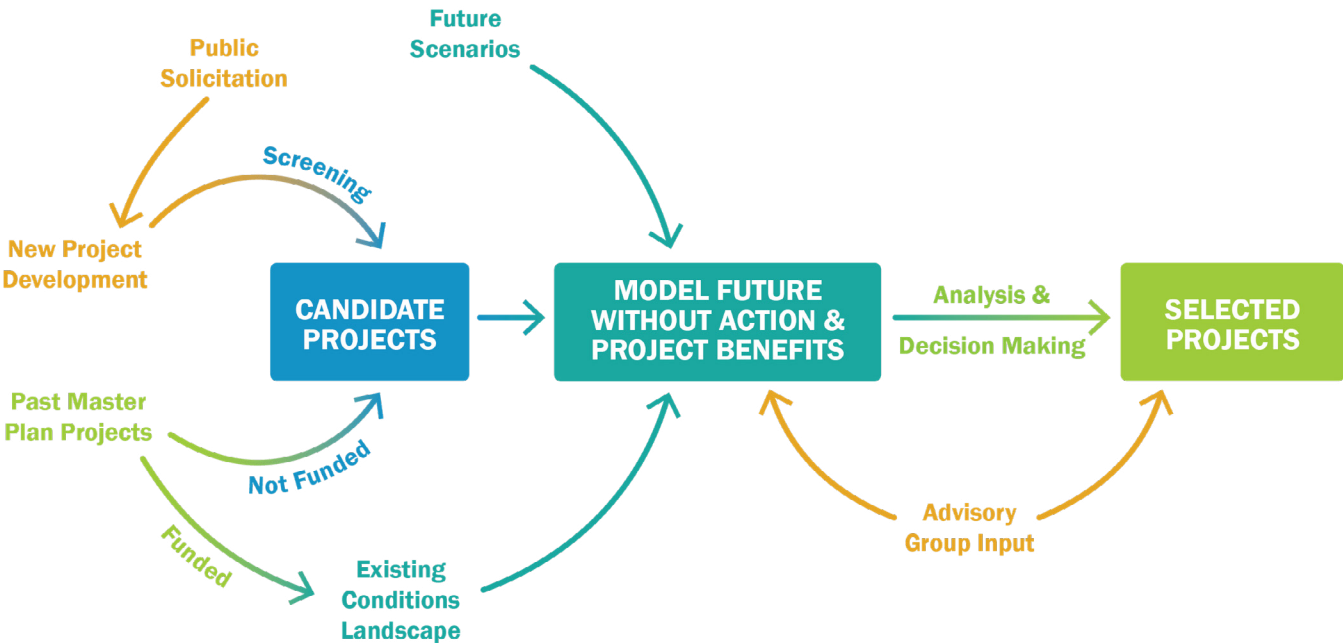 Future
Scenarios
Public
Solicitation
Screening
New Project
Development
CANDIDATE
PROJECTS
MODEL FUTURE
WITHOUT ACTION &
PROJECT BENEFITS
Analysis &
Decision Making
SELECTED
PROJECTS
Past Master
Plan Projects
Not Funded
Funded
Existing
Conditions
Landscape
Advisory
Group Input